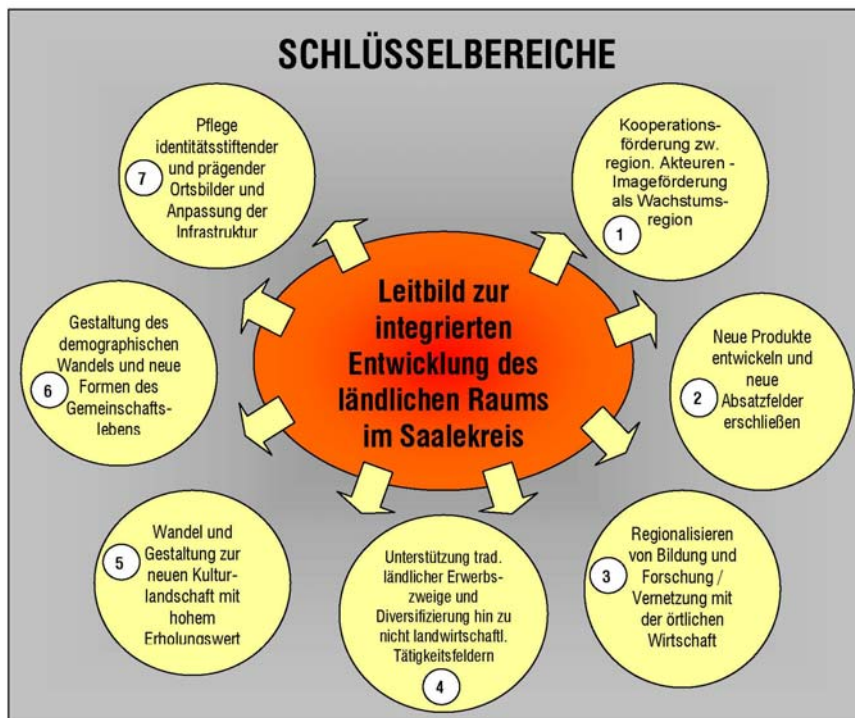 SCHLÜSSELBEREICHE
Leitbild zur
integrierten
Entwicklung des
ländlichen Raums
im Saalekreis
Kooperations-
förderung zw.
region. Akteuren -
Imageförderung
als Wachstums-
region
1
Neue Produkte
entwickeln und
neue
Absatzfelder
erschließen
2
Regionalisieren
von Bildung und
Forschung /
Vernetzung mit
der örtlichen
Wirtschaft
3
Unterstützung trad.
ländlicher Erwerbs-
zweige und
Diversifizierung hin zu
nicht landwirtschaftl.
Tätigkeitsfeldern
4
Wandel und
Gestaltung zur
neuen Kultur-
landschaft mit
hohem
Erholungswert
5
Gestaltung des
demographischen
Wandels und neue
Formen des
Gemeinschafts-
lebens
6
Pflege
identitätsstiftender
und prägender
Ortsbilder und
Anpassung der
Infrastruktur
7